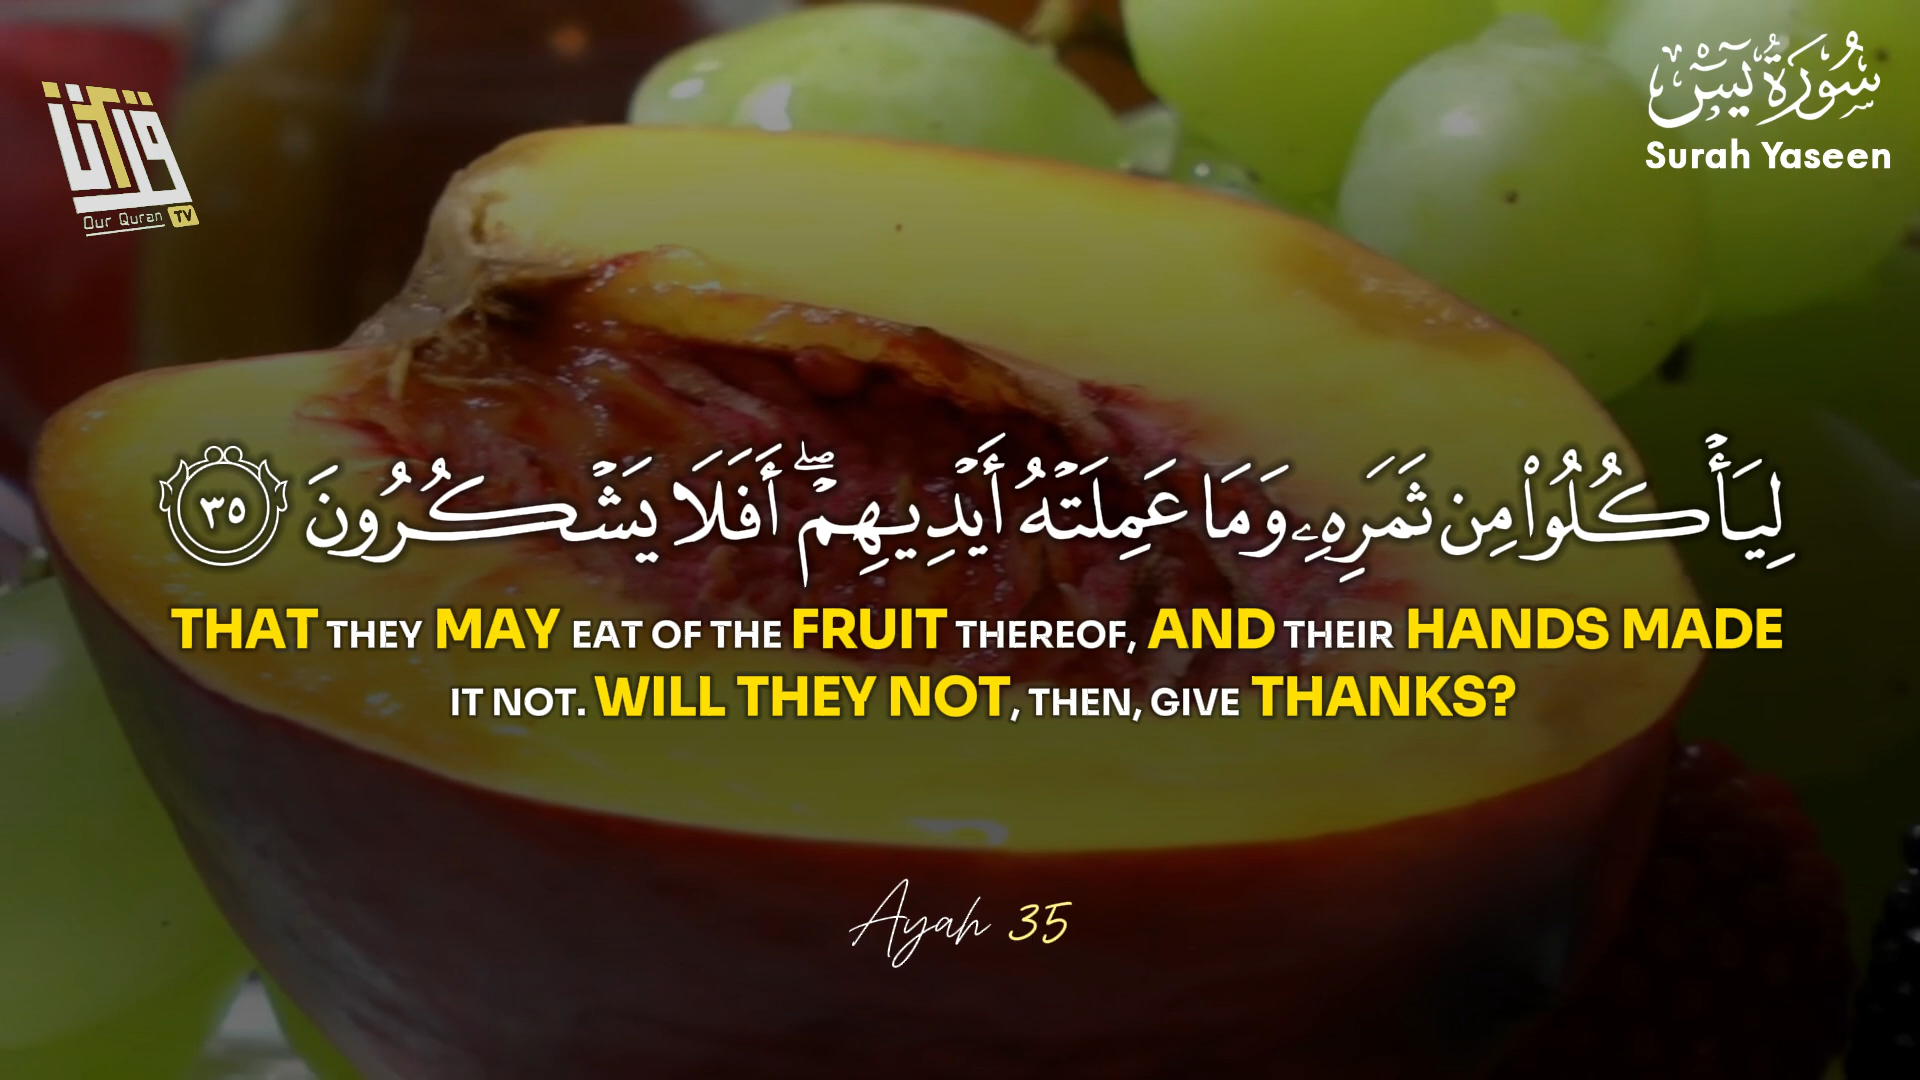 قرآننا
Our Quran TV
سُورَةُ يسٓ
Surah Yaseen
لِيَأْكُلُوا۟ مِن ثَمَرِهِۦ وَمَا عَمِلَتْهُ أَيْدِيهِمْ ۖ أَفَلَا يَشْكُرُونَ ٣٥
THAT THEY MAY EAT OF THE FRUIT THEREOF, AND THEIR HANDS MADE
IT NOT. WILL THEY NOT, THEN, GIVE THANKS?
Ayah 35